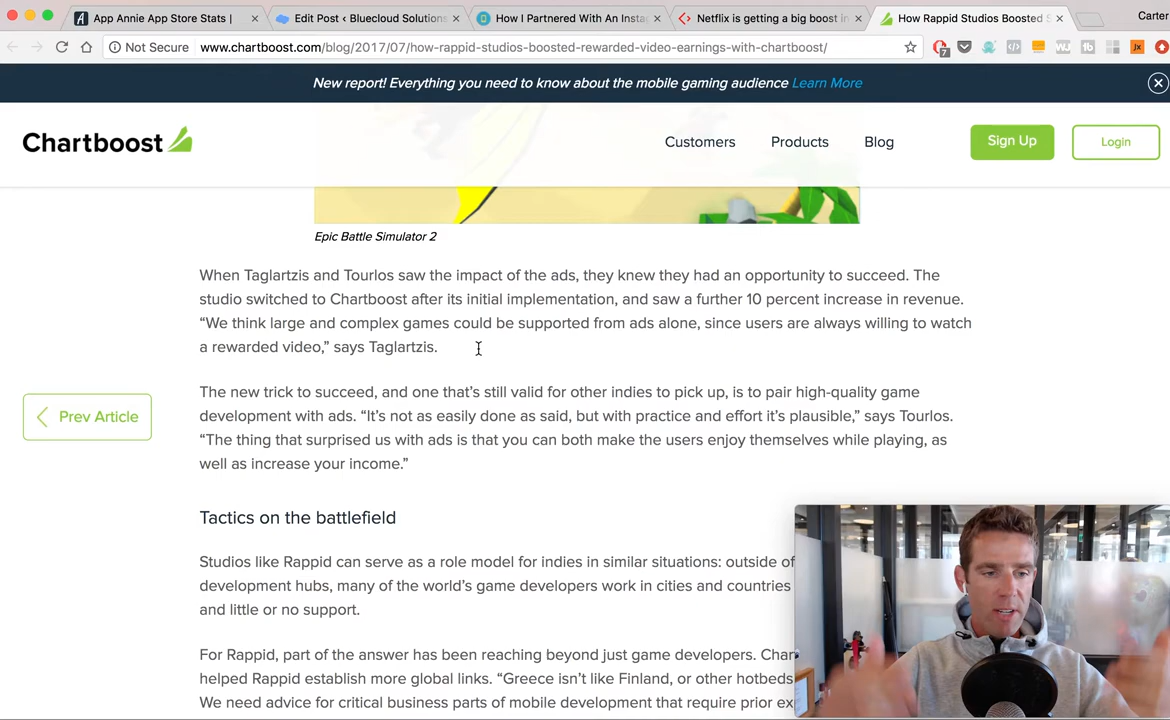 App Annie App Store Stats |
Edit Post ‹ Bluecloud Solutions
How I Partnered With An Insta
Netflix is getting a big boost in
How Rappid Studios Boosted S
Carter
Not Secure
www.chartboost.com/blog/2017/07/how-rappid-studios-boosted-rewarded-video-earnings-with-chartboost/
7
WJ
1b
jx
New report! Everything you need to know about the mobile gaming audience Learn More
Chartboost
Customers
Products
Blog
Sign Up
Login
Epic Battle Simulator 2
When Taglartzis and Tourlos saw the impact of the ads, they knew they had an opportunity to succeed. The
studio switched to Chartboost after its initial implementation, and saw a further 10 percent increase in revenue.
“We think large and complex games could be supported from ads alone, since users are always willing to watch
a rewarded video,” says Taglartzis.
The new trick to succeed, and one that’s still valid for other indies to pick up, is to pair high-quality game
development with ads. “It’s not as easily done as said, but with practice and effort it’s plausible,” says Tourlos.
“The thing that surprised us with ads is that you can both make the users enjoy themselves while playing, as
well as increase your income.”
Prev Article
Tactics on the battlefield
Studios like Rappid can serve as a role model for indies in similar situations: outside of
development hubs, many of the world’s game developers work in cities and countries
and little or no support.
For Rappid, part of the answer has been reaching beyond just game developers. Char
helped Rappid establish more global links. “Greece isn’t like Finland, or other hotbeds
We need advice for critical business parts of mobile development that require prior ex